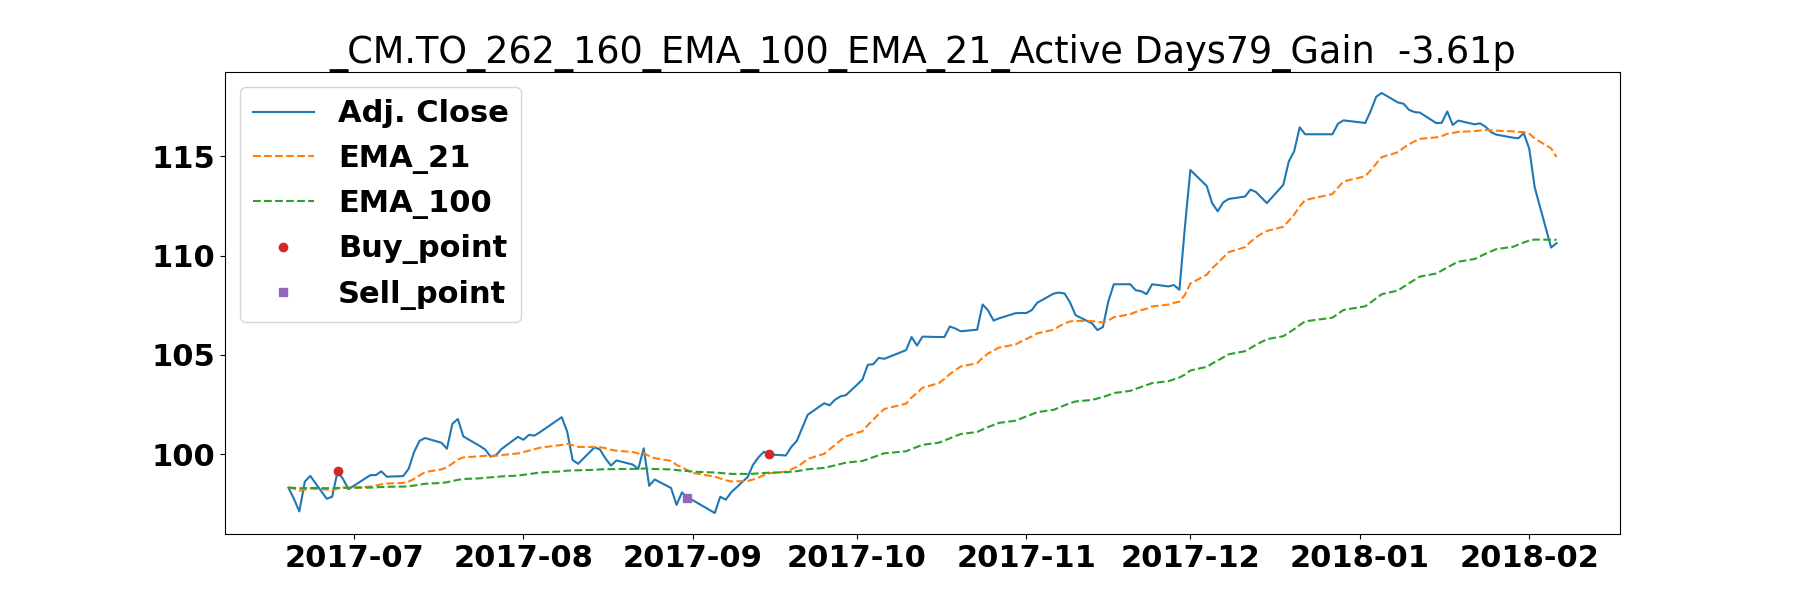 _CM.TO_262_160_EMA_100_EMA_21_Active Days79_Gain  -3.61p
Adj. Close
EMA_21
EMA_100
Buy_point
Sell_point
115
110
105
100
2017-07 2017-08 2017-09 2017-10 2017-11 2017-12 2018-01 2018-02